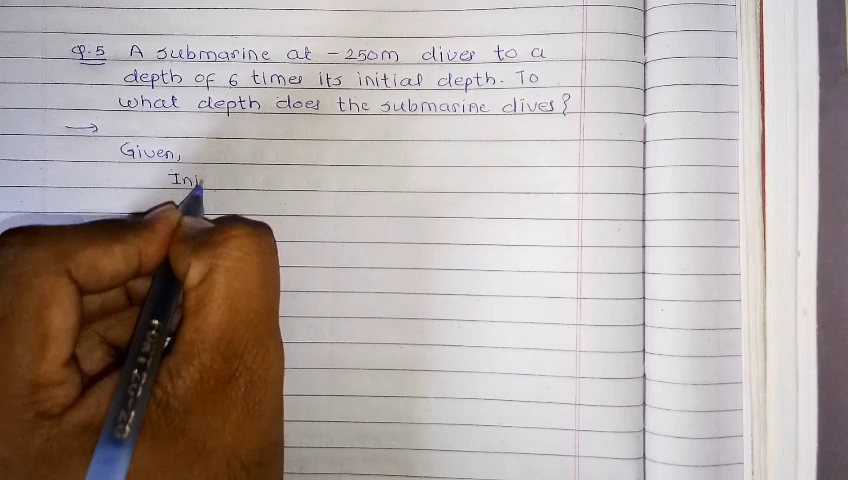 Q.5 A submarine at - 250m dives to a
depth of 6 times its initial depth. To
what depth does the submarine dives?
→
Given,
Ini